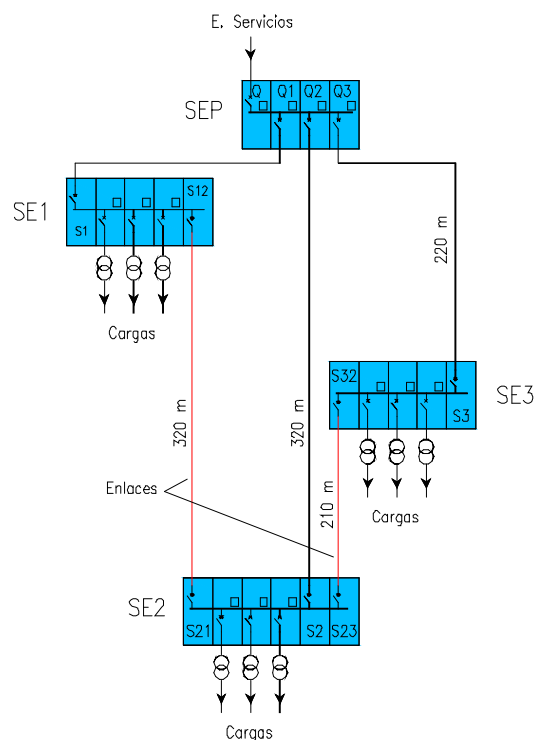 E. Servicios
Q Q1 Q2 Q3
SEP
S12
SE1
S1
220 m
Cargas
S32
SE3
S3
320 m
320 m
Enlaces
210 m
Cargas
SE2
S21 S2 S23
Cargas